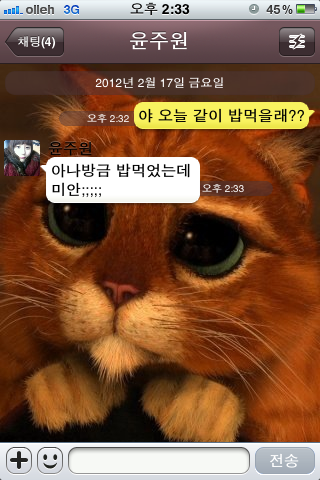 olleh 3G 오후 2:33 45%
채팅(4) 윤주원
2012년 2월 17일 금요일
오후 2:32 야 오늘 같이 밥먹을래??
윤주원
아나방금 밥먹었는데
미안;;;;;
오후 2:33
전송